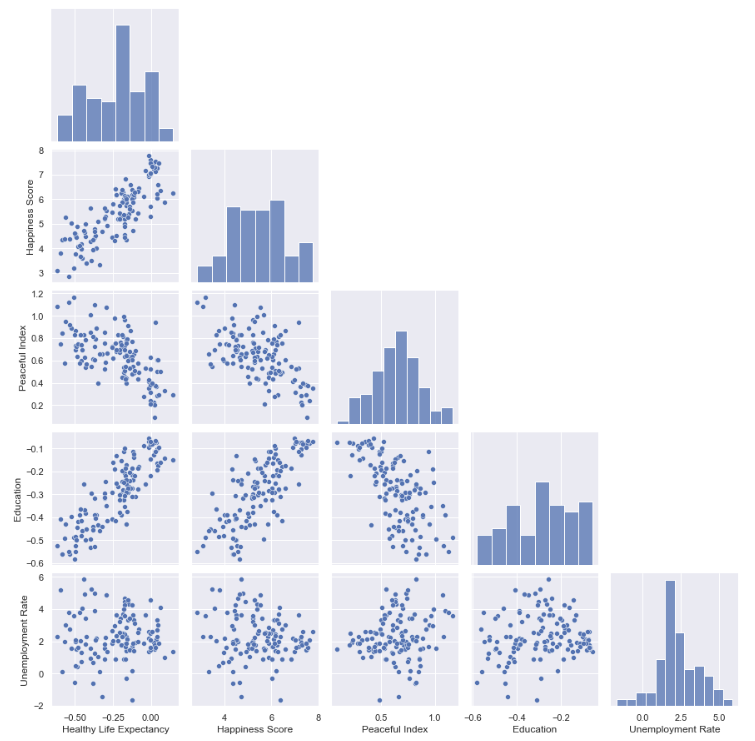 8
7
6
5
4
3
Happiness Score
1.2
1.0
0.8
0.6
0.4
0.2
Peaceful Index
−0.1
−0.2
−0.3
−0.4
−0.5
−0.6
Education
6
4
2
0
−2
Unemployment Rate
−0.50 −0.25 0.00
Healthy Life Expectancy
4 6 8
Happiness Score
0.5 1.0
Peaceful Index
−0.6 −0.4 −0.2
Education
0.0 2.5 5.0
Unemployment Rate